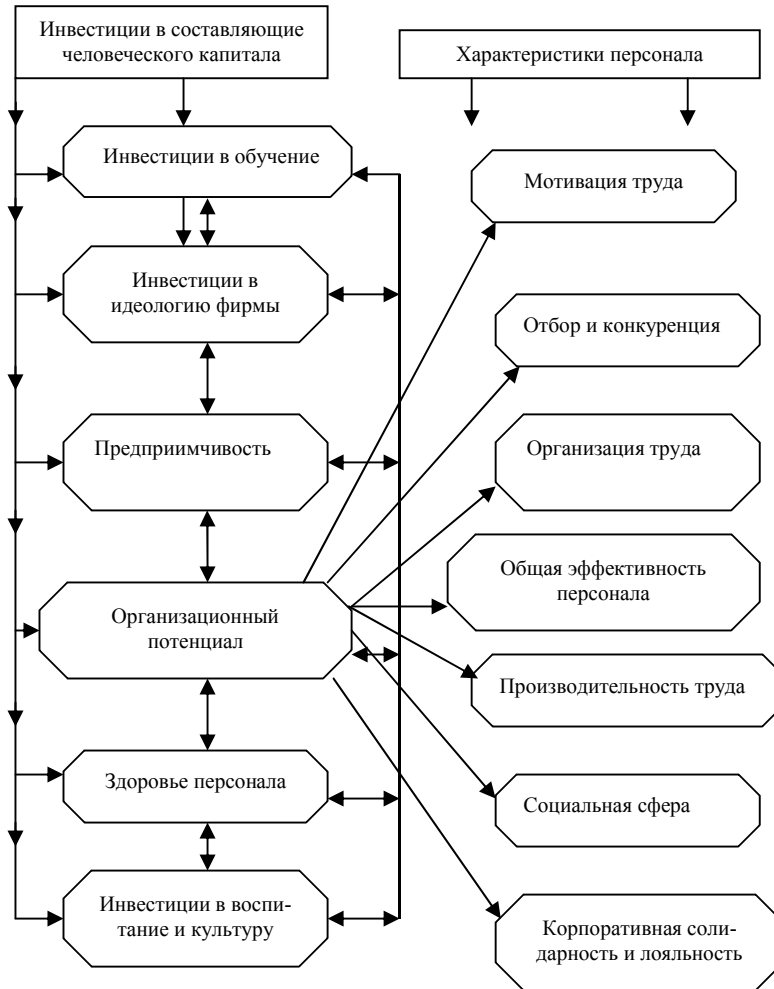 Инвестиции в составляющие
человеческого капитала
Инвестиции в обучение
Инвестиции в
идеологию фирмы
Предприимчивость
Организационный
потенциал
Здоровье персонала
Инвестиции в воспи-
тание и культуру
Характеристики персонала
Мотивация труда
Отбор и конкуренция
Организация труда
Общая эффективность
персонала
Производительность труда
Социальная сфера
Корпоративная соли-
дарность и лояльность